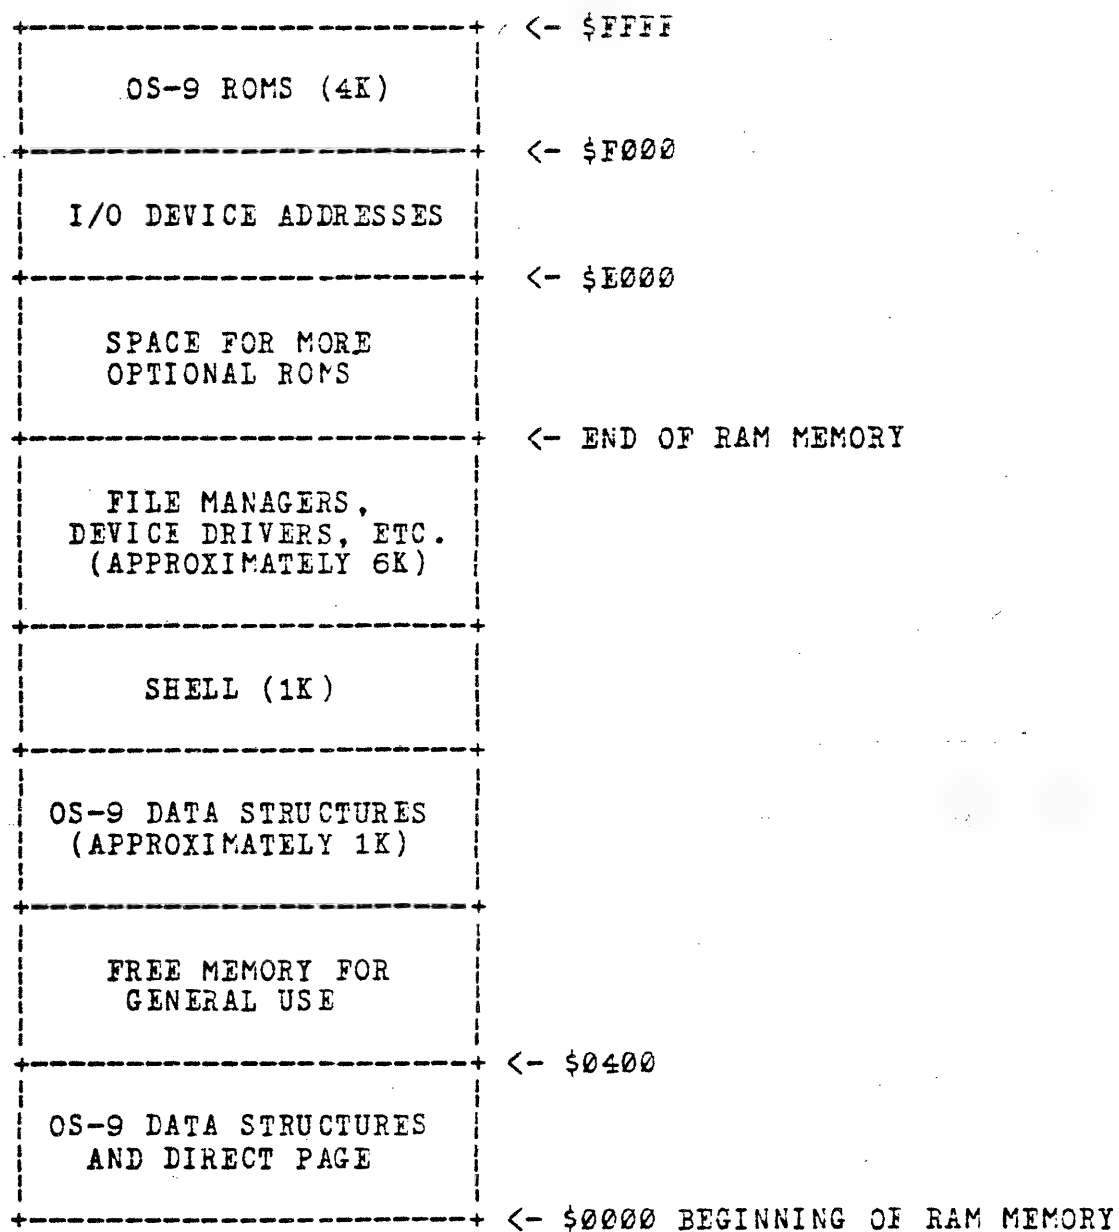 <- $FFFF
OS-9 ROMS (4K)
<- $F000
I/O DEVICE ADDRESSES
<- $E000
SPACE FOR MORE
OPTIONAL ROMS
<- END OF RAM MEMORY
FILE MANAGERS,
DEVICE DRIVERS, ETC.
(APPROXIMATELY 6K)
SHELL (1K)
OS-9 DATA STRUCTURES
(APPROXIMATELY 1K)
FREE MEMORY FOR
GENERAL USE
<- $0400
OS-9 DATA STRUCTURES
AND DIRECT PAGE
<- $0000 BEGINNING OF RAM MEMORY